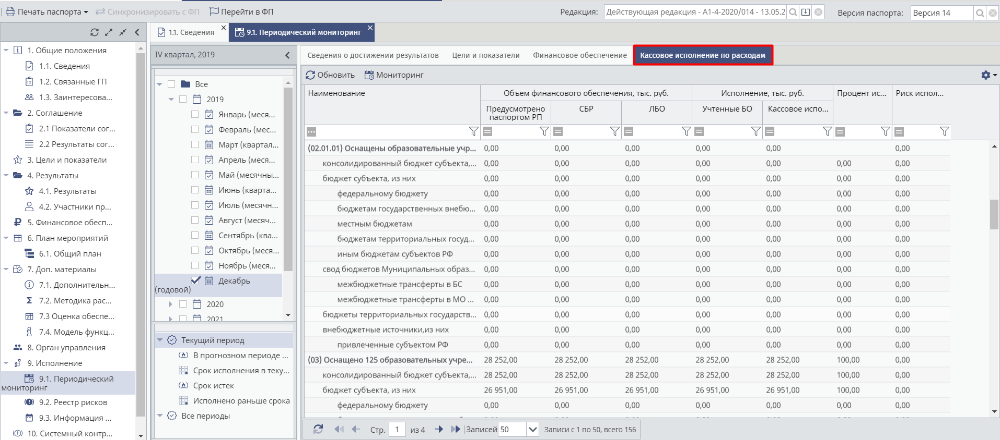 Печать паспорта
Синхронизировать с ФП
Перейти в ФП
Редакция:
Действующая редакция - А1-4-2020/014 - 13.05.2
Версия паспорта:
Версия 14
1. Общие положения
1.1. Сведения
1.2. Связанные ГП
1.3. Заинтересова...
2. Соглашение
2.1 Показатели сог...
2.2 Результаты сог...
3. Цели и показатели
4. Результаты
4.1. Результаты
4.2. Участники пр...
5. Финансовое обесп...
6. План мероприятий
6.1. Общий план
7. Доп. материалы
7.1. Дополнительн...
7.2. Методика рас...
7.3 Оценка обеспе...
7.4. Модель функц...
8. Орган управления
9. Исполнение
9.1. Периодический
мониторинг
9.2. Реестр рисков
9.3. Информация ...
10. Системный контр...
1.1. Сведения
9.1. Периодический мониторинг
IV квартал, 2019
Все
2019
Январь (меся...
Февраль (мес...
Март (квартал...
Апрель (меся...
Май (месячны...
Июнь (кварта...
Июль (месячн...
Август (месяч...
Сентябрь (ква...
Октябрь (меся...
Ноябрь (меся...
Декабрь
(годовой)
2020
2021
Текущий период
В прогнозном периоде ...
Срок исполнения в теку...
Срок истек
Исполнено раньше срока
Все периоды
Сведения о достижении результатов
Цели и показатели
Финансовое обеспечение
Кассовое исполнение по расходам
Обновить
Мониторинг
Наименование
Объем финансового обеспечения, тыс. руб.
Исполнение, тыс. руб.
Процент ис...
Риск испол...
Предусмотрено
паспортом РП
СБР
ЛБО
Учтенные БО
Кассовое испо...
(02.01.01) Оснащены образовательные учр... 0,00 0,00 0,00 0,00 0,00 0,00
консолидированный бюджет субъекта,... 0,00 0,00 0,00 0,00 0,00 0,00 0,00
бюджет субъекта, из них 0,00 0,00 0,00 0,00 0,00 0,00 0,00
федеральному бюджету 0,00 0,00 0,00 0,00 0,00 0,00 0,00
бюджетам государственных внебю... 0,00 0,00 0,00 0,00 0,00 0,00 0,00
местным бюджетам 0,00 0,00 0,00 0,00 0,00 0,00 0,00
бюджетам территориальных госуд... 0,00 0,00 0,00 0,00 0,00 0,00 0,00
иным бюджетам субъектов РФ 0,00 0,00 0,00 0,00 0,00 0,00 0,00
свод бюджетов Муниципальных образ... 0,00 0,00 0,00 0,00 0,00 0,00 0,00
межбюджетные трансферты в БС 0,00 0,00 0,00 0,00 0,00 0,00 0,00
межбюджетные трансферты в МО ... 0,00 0,00 0,00 0,00 0,00 0,00 0,00
бюджеты территориальных государств... 0,00 0,00 0,00 0,00 0,00 0,00 0,00
внебюджетные источники,из них 0,00 0,00 0,00 0,00 0,00 0,00 0,00
привлеченные субъектом РФ 0,00 0,00 0,00 0,00 0,00 0,00 0,00
(03) Оснащено 125 образовательных учре... 28 252,00 28 252,00 28 252,00 28 252,00 28 252,00 100,00 0,00
консолидированный бюджет субъекта,... 28 252,00 28 252,00 28 252,00 28 252,00 28 252,00 100,00 0,00
бюджет субъекта, из них 26 951,00 26 951,00 26 951,00 26 951,00 26 951,00 100,00 0,00
федеральному бюджету 0,00 0,00 0,00 0,00 0,00 0,00 0,00
Стр. 1 из 4 Записей 50 Записи с 1 по 50, всего 156